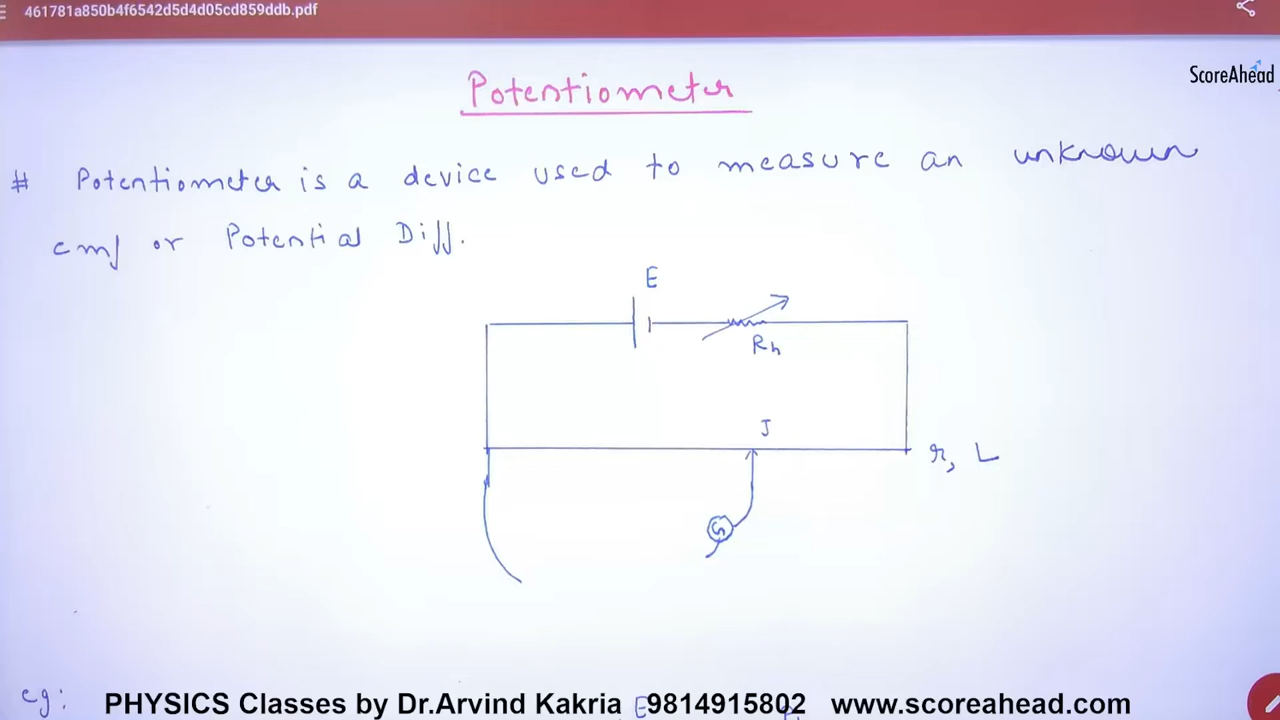 461781a850b4f6542d5d4d05cd859ddb.pdf
ScoreAhead
Potentiometer
# Potentiometer is a device used to measure an unknown
emf or Potential Diff.
E
Rh
J
r, L
G
eg:
PHYSICS Classes by Dr.Arvind Kakria 9814915802 www.scoreahead.com